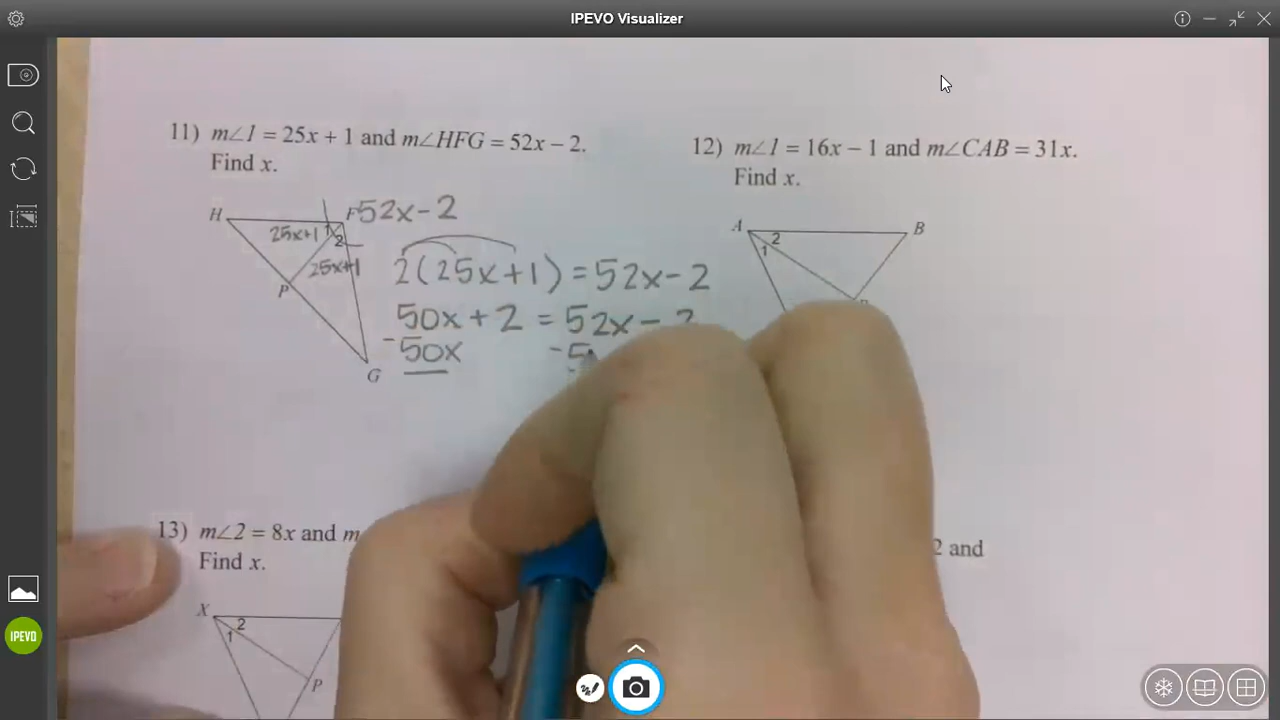 IPEVO Visualizer
11) m∠1 = 25x + 1 and m∠HFG = 52x − 2.
Find x.
H
F
52x − 2
25x+1
1
2
25x+1
P
G
2(25x+1) = 52x − 2
50x + 2 = 52x − 2
−50x
−5
12) m∠1 = 16x − 1 and m∠CAB = 31x.
Find x.
A
2
1
B
13) m∠2 = 8x and m
Find x.
X
2
1
P
2 and
IPEVO